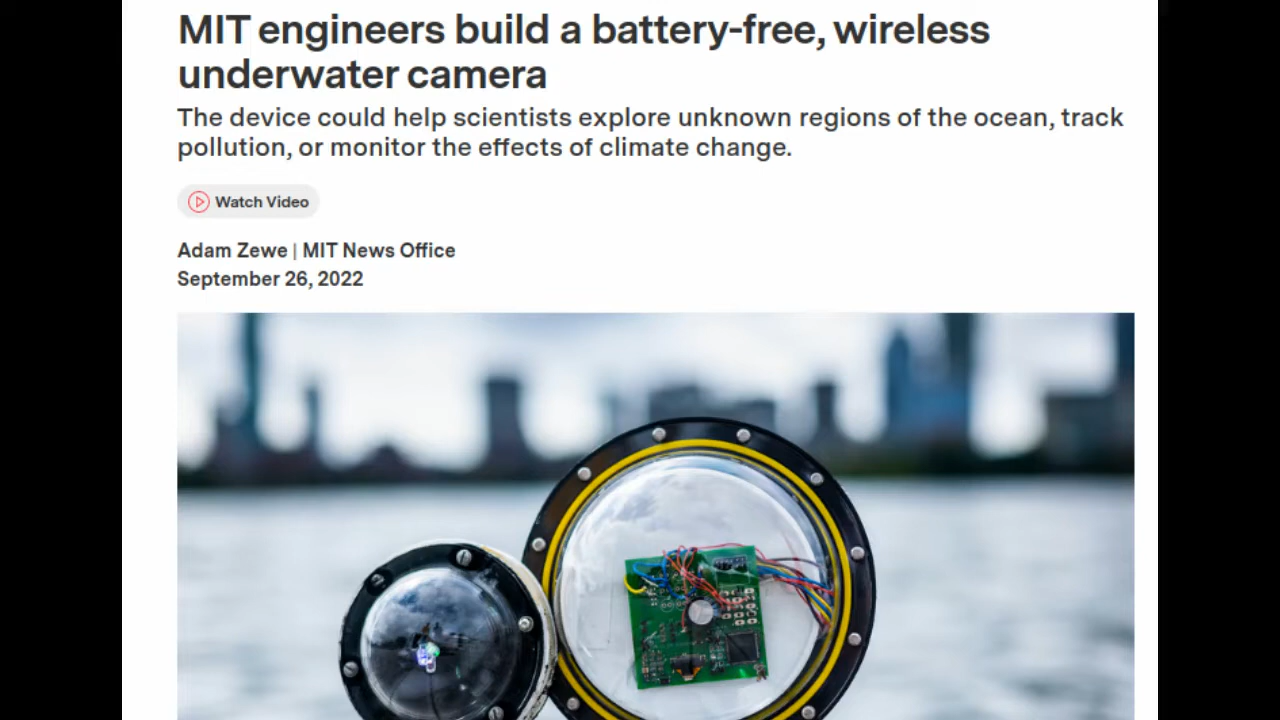 MIT engineers build a battery-free, wireless
underwater camera
The device could help scientists explore unknown regions of the ocean, track
pollution, or monitor the effects of climate change.
Watch Video
Adam Zewe | MIT News Office
September 26, 2022